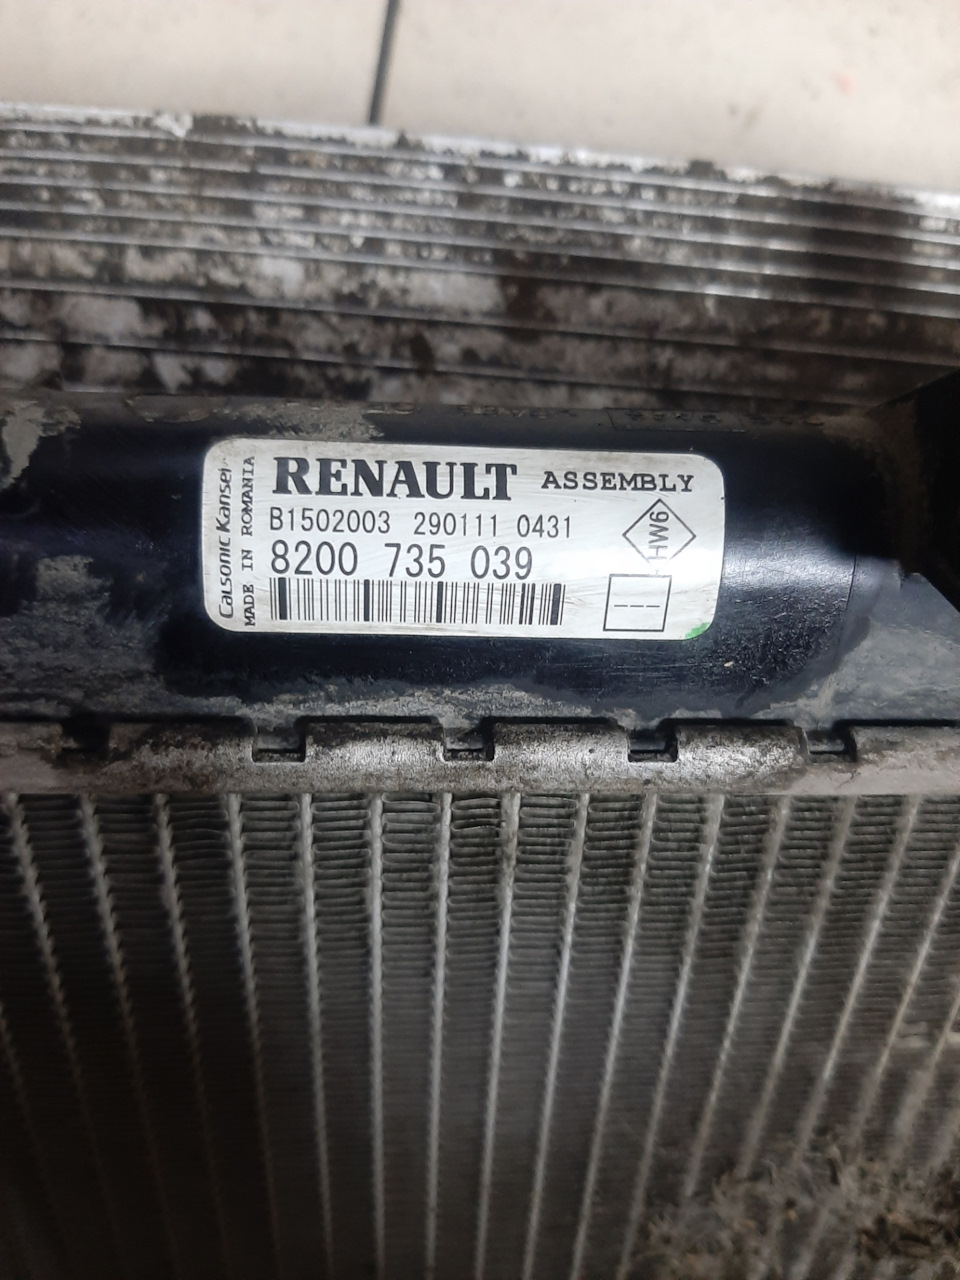 RENAULT ASSEMBLY
B1502003 290111 0431
8200 735 039
HW6
---
Calsonic Kansei
MADE IN ROMANIA